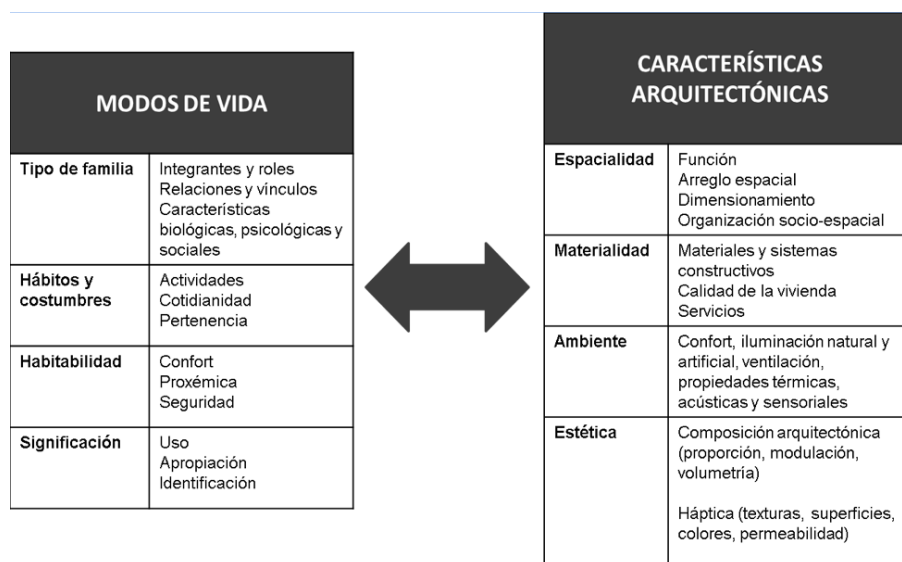 MODOS DE VIDA
Tipo de familia
Integrantes y roles
Relaciones y vínculos
Características
biológicas, psicológicas y
sociales
Hábitos y
costumbres
Actividades
Cotidianidad
Pertenencia
Habitabilidad
Confort
Proxémica
Seguridad
Significación
Uso
Apropiación
Identificación
CARACTERÍSTICAS
ARQUITECTÓNICAS
Espacialidad
Función
Arreglo espacial
Dimensionamiento
Organización socio-espacial
Materialidad
Materiales y sistemas
constructivos
Calidad de la vivienda
Servicios
Ambiente
Confort, iluminación natural y
artificial, ventilación,
propiedades térmicas,
acústicas y sensoriales
Estética
Composición arquitectónica
(proporción, modulación,
volumetría)
Háptica (texturas, superficies,
colores, permeabilidad)